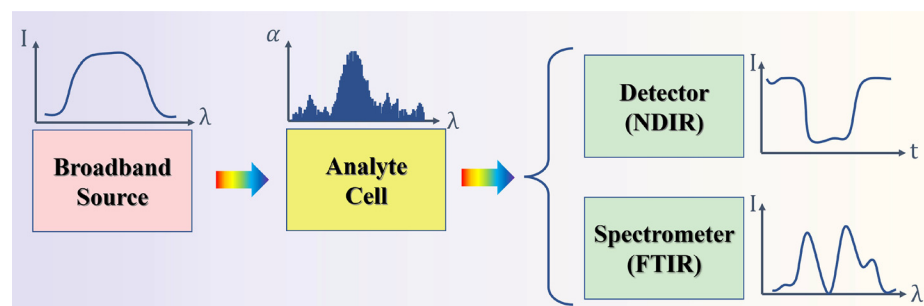 I
λ
Broadband
Source
α
λ
Analyte
Cell
Detector
(NDIR)
I
t
Spectrometer
(FTIR)
I
λ